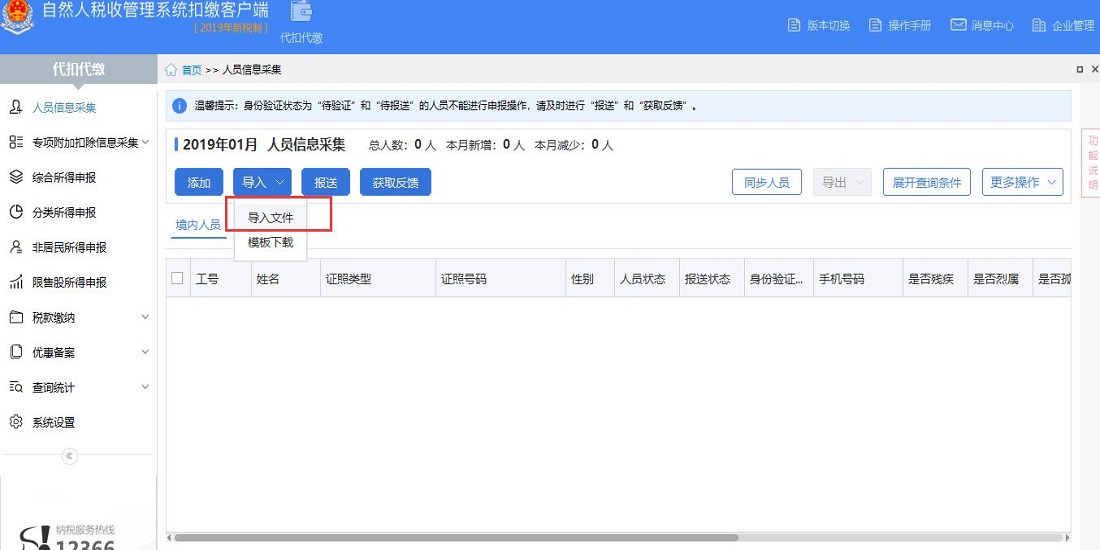 自然人税收管理系统扣缴客户端
[ 2019年新税制 ]
代扣代缴
版本切换 操作手册 消息中心 企业管理
代扣代缴
首页 >> 人员信息采集
人员信息采集
专项附加扣除信息采集
综合所得申报
分类所得申报
非居民所得申报
限售股所得申报
税款缴纳
优惠备案
查询统计
系统设置
纳税服务热线
12366
温馨提示：身份验证状态为“待验证”和“待报送”的人员不能进行申报操作，请及时进行“报送”和“获取反馈”。
2019年01月 人员信息采集 总人数：0 人 本月新增：0 人 本月减少：0 人
添加 导入 报送 获取反馈 同步人员 导出 展开查询条件 更多操作
导入文件
模板下载
境内人员
工号 姓名 证照类型 证照号码 性别 人员状态 报送状态 身份验证... 手机号码 是否残疾 是否烈属 是否孤
功能说明